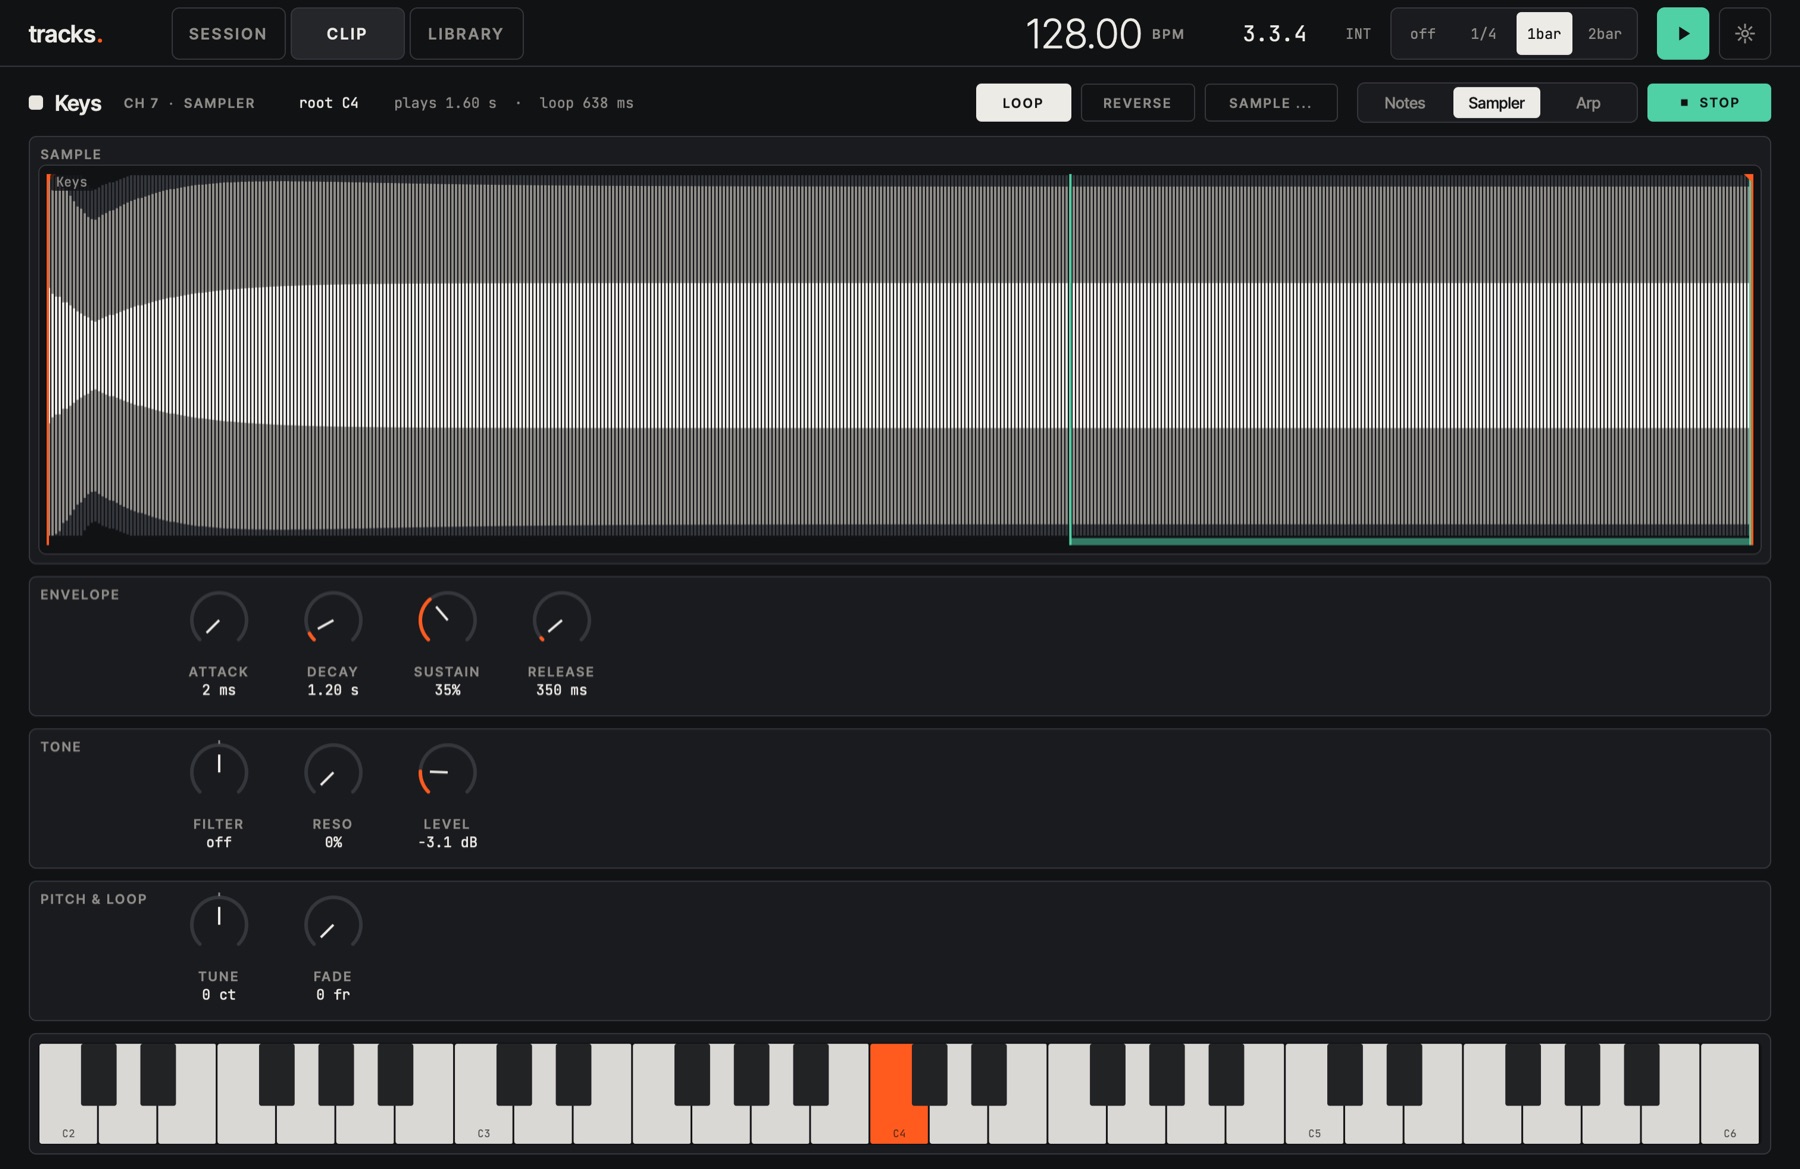 tracks.
SESSION
CLIP
LIBRARY
128.00 BPM
3.3.4
INT
off
1/4
1bar
2bar
Keys
CH 7 · SAMPLER
root C4
plays 1.60 s · loop 638 ms
LOOP
REVERSE
SAMPLE ...
Notes
Sampler
Arp
STOP
SAMPLE
Keys
ENVELOPE
ATTACK
2 ms
DECAY
1.20 s
SUSTAIN
35%
RELEASE
350 ms
TONE
FILTER
off
RESO
0%
LEVEL
-3.1 dB
PITCH & LOOP
TUNE
0 ct
FADE
0 fr
C2
C3
C4
C5
C6